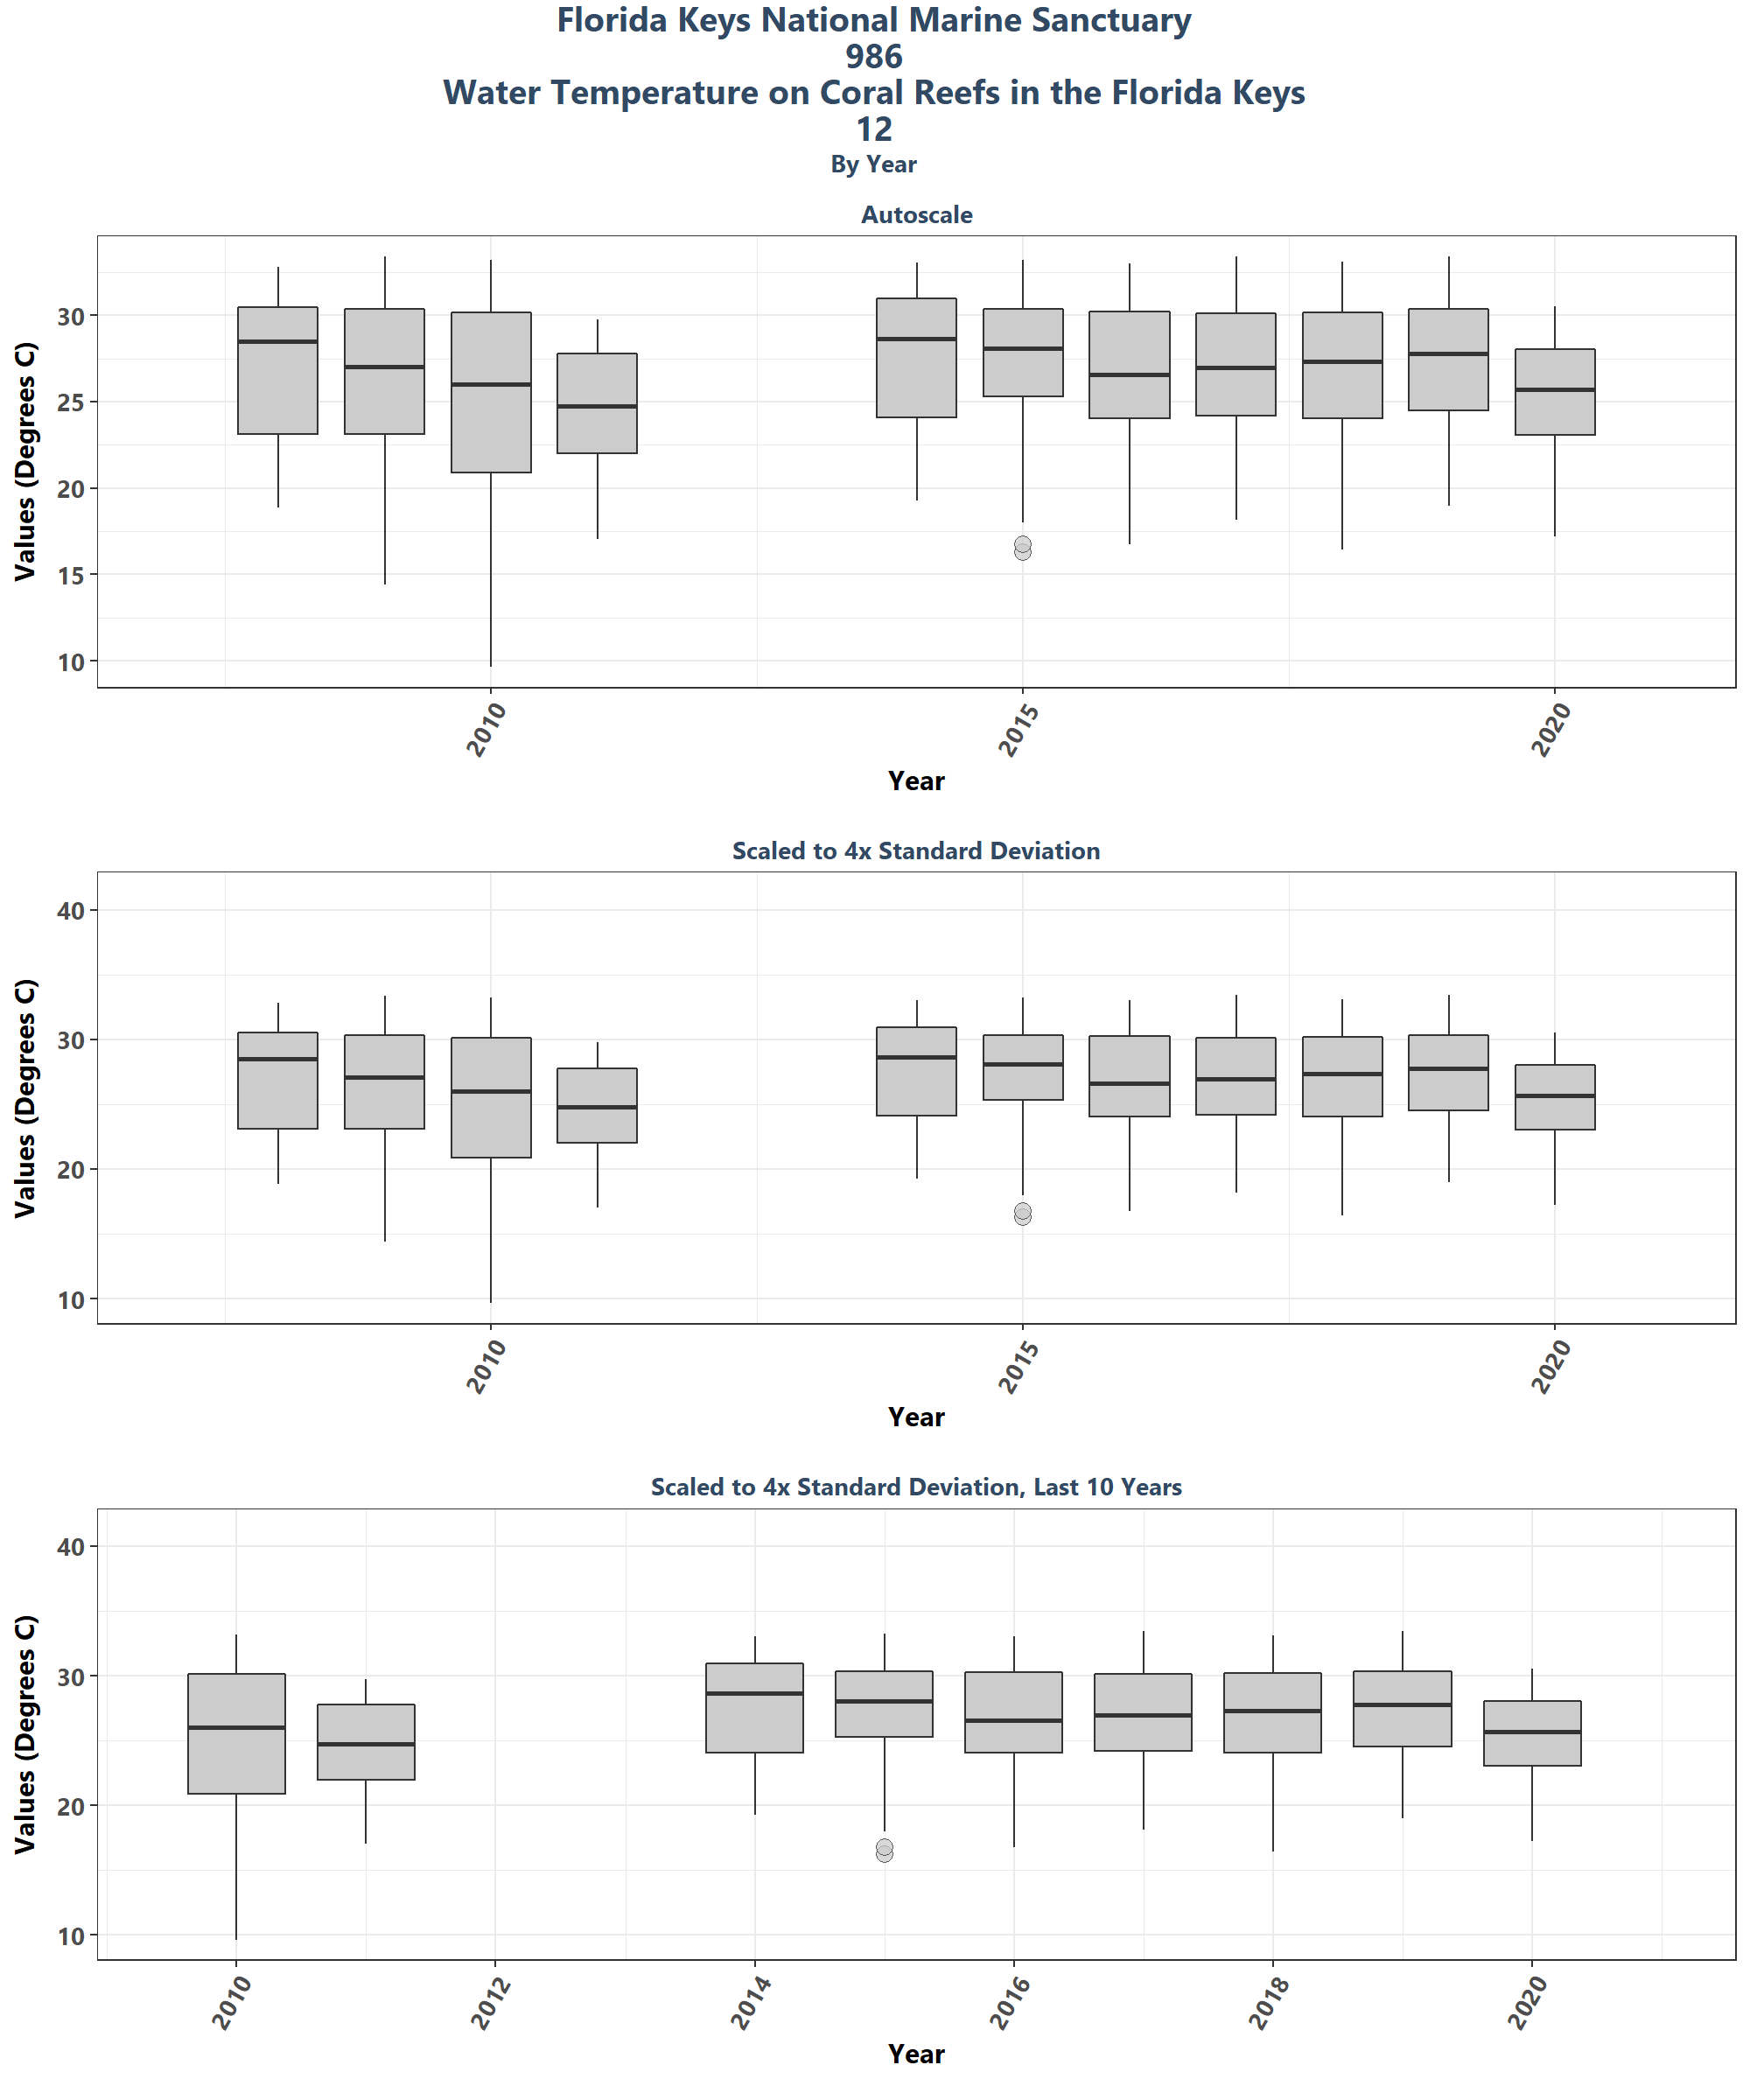 Florida Keys National Marine Sanctuary
986
Water Temperature on Coral Reefs in the Florida Keys
12
By Year
Autoscale
Values (Degrees C)
30
25
20
15
10
2010
2015
2020
Year
Scaled to 4x Standard Deviation
Values (Degrees C)
40
30
20
10
2010
2015
2020
Year
Scaled to 4x Standard Deviation, Last 10 Years
Values (Degrees C)
40
30
20
10
2010
2012
2014
2016
2018
2020
Year